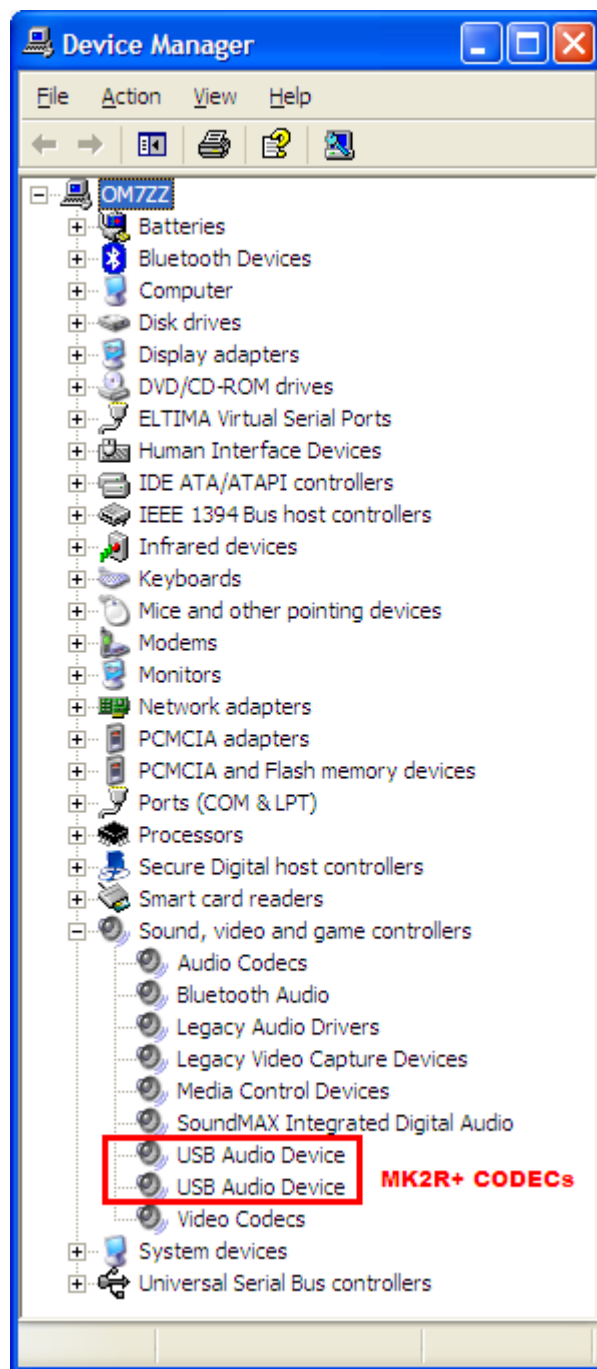 Device Manager
File Action View Help
OM7ZZ
Batteries
Bluetooth Devices
Computer
Disk drives
Display adapters
DVD/CD-ROM drives
ELTIMA Virtual Serial Ports
Human Interface Devices
IDE ATA/ATAPI controllers
IEEE 1394 Bus host controllers
Infrared devices
Keyboards
Mice and other pointing devices
Modems
Monitors
Network adapters
PCMCIA adapters
PCMCIA and Flash memory devices
Ports (COM & LPT)
Processors
Secure Digital host controllers
Smart card readers
Sound, video and game controllers
Audio Codecs
Bluetooth Audio
Legacy Audio Drivers
Legacy Video Capture Devices
Media Control Devices
SoundMAX Integrated Digital Audio
USB Audio Device
USB Audio Device MK2R+ CODECs
Video Codecs
System devices
Universal Serial Bus controllers